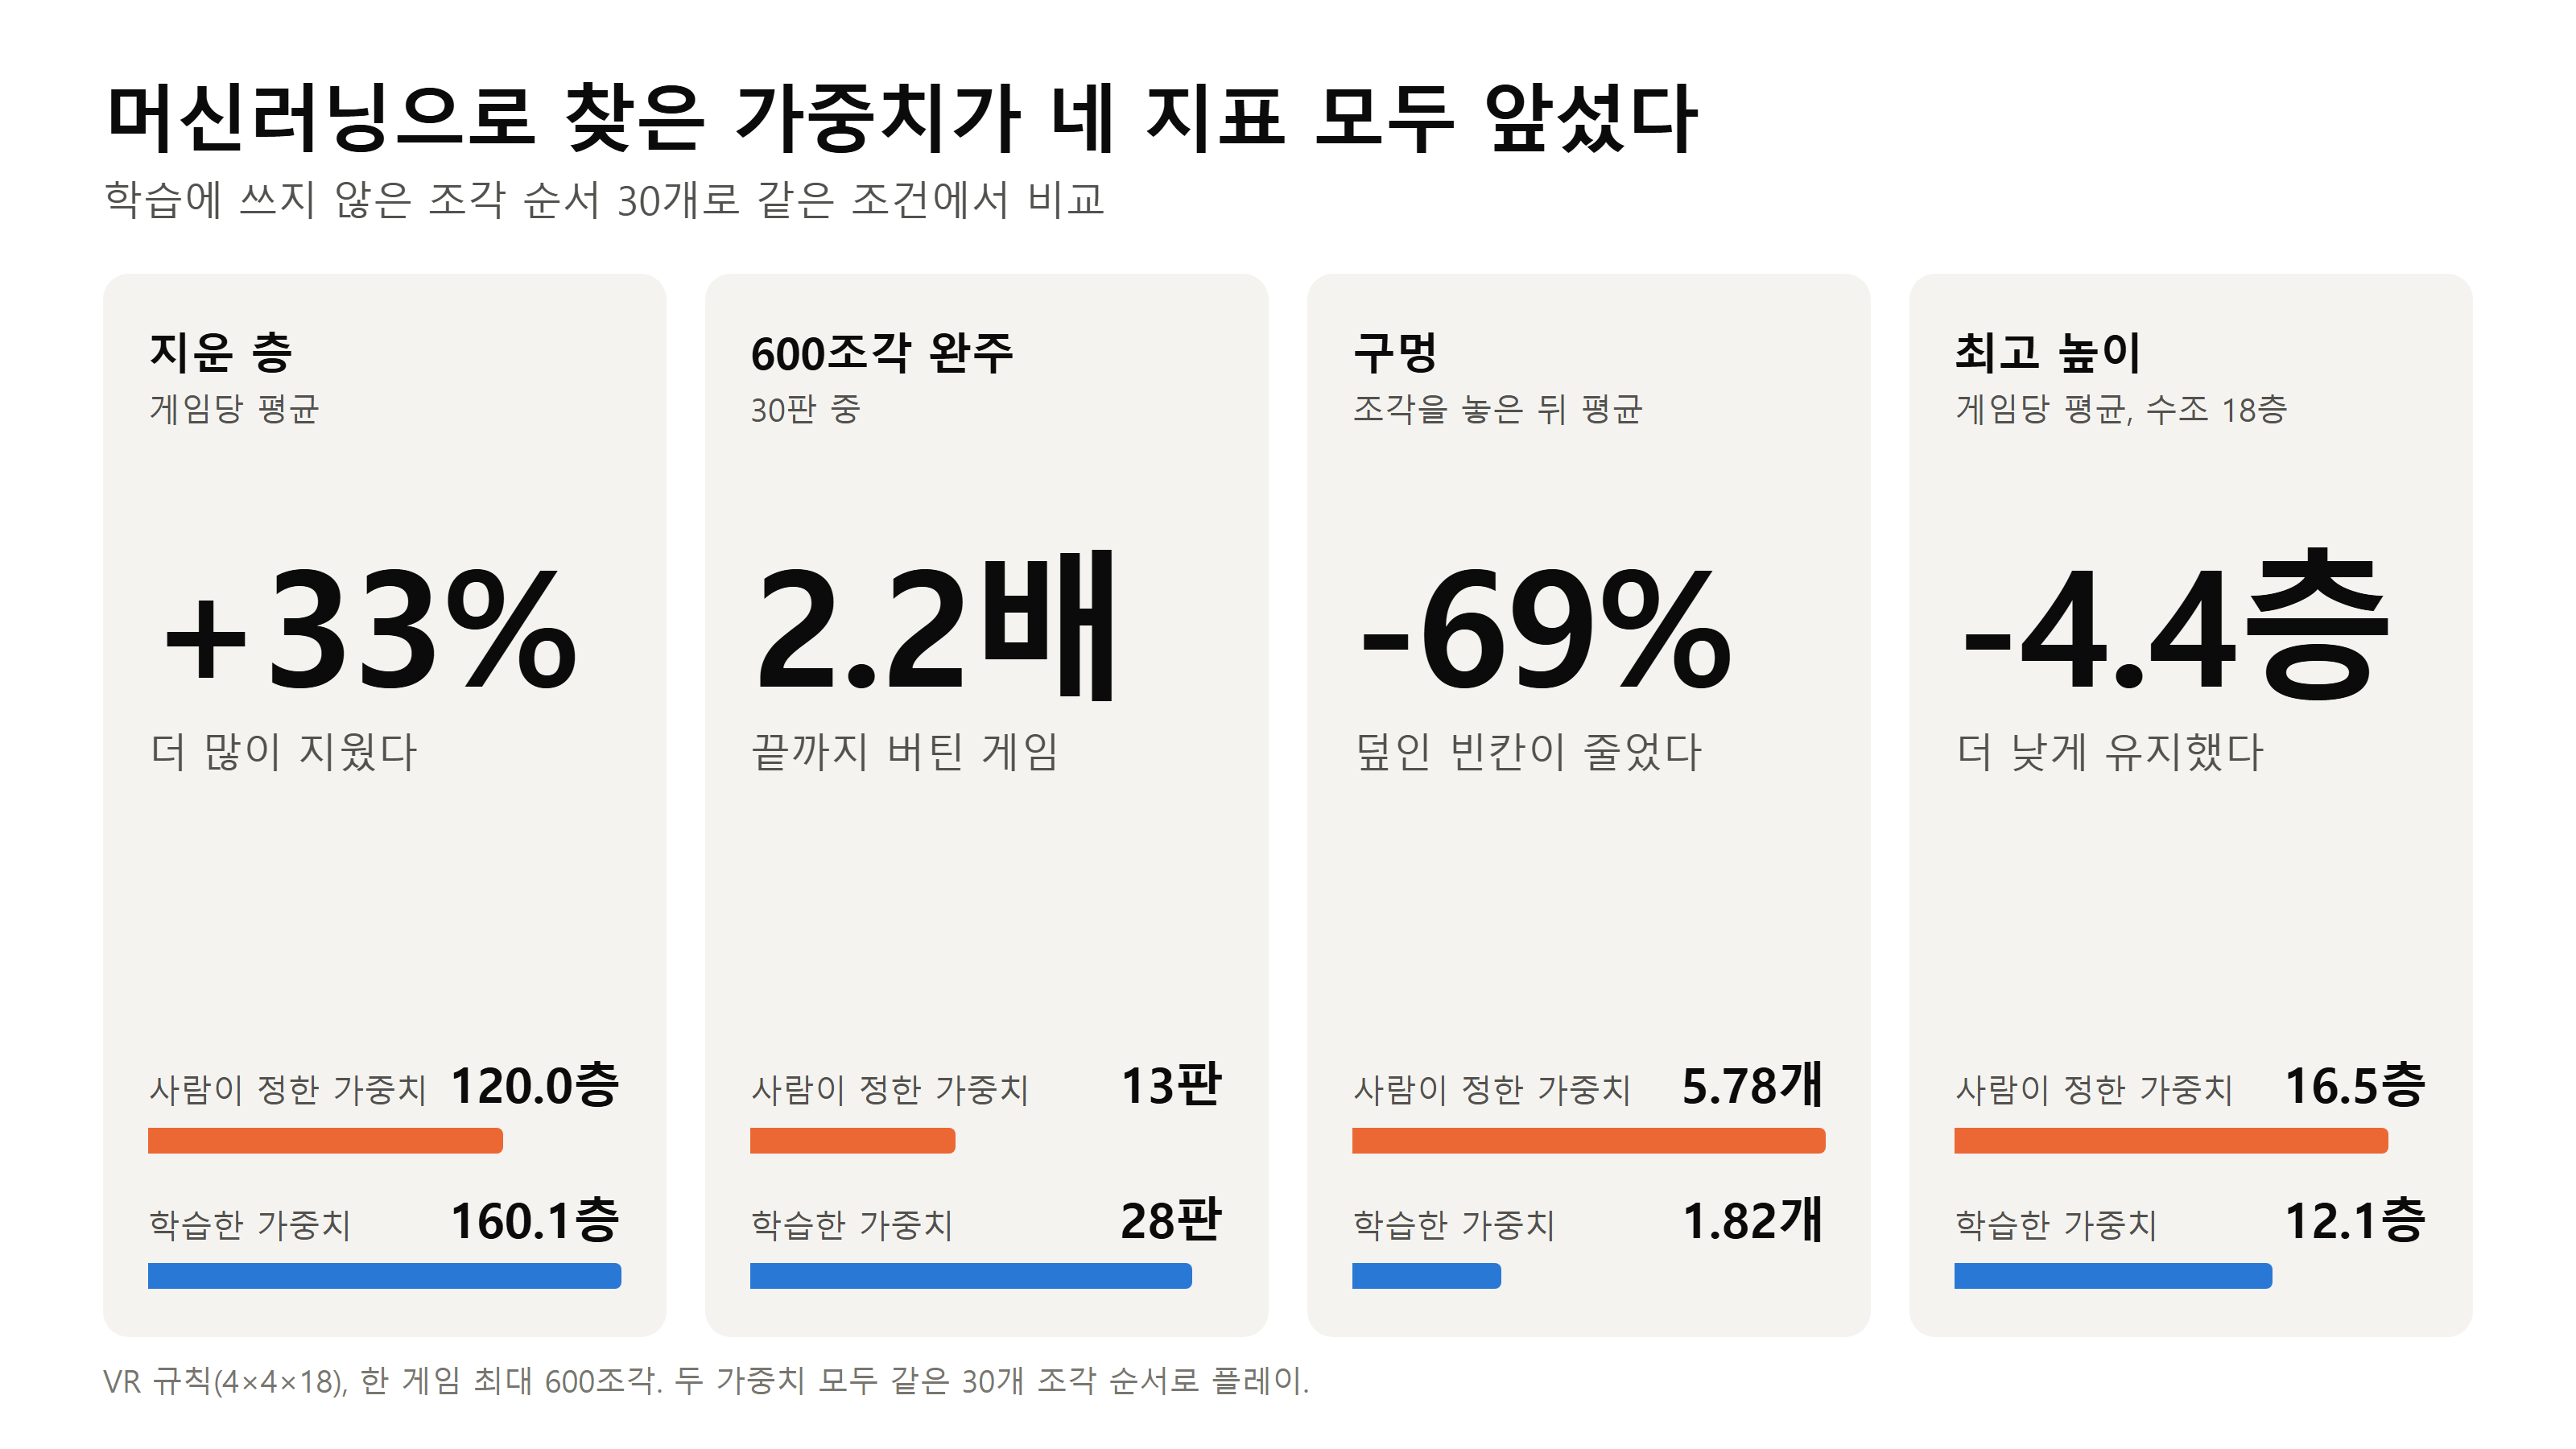 머신러닝으로 찾은 가중치가 네 지표 모두 앞섰다
학습에 쓰지 않은 조각 순서 30개로 같은 조건에서 비교
지운 층
게임당 평균
+33%
더 많이 지웠다
사람이 정한 가중치 120.0층
학습한 가중치 160.1층
600조각 완주
30판 중
2.2배
끝까지 버틴 게임
사람이 정한 가중치 13판
학습한 가중치 28판
구멍
조각을 놓은 뒤 평균
-69%
덮인 빈칸이 줄었다
사람이 정한 가중치 5.78개
학습한 가중치 1.82개
최고 높이
게임당 평균, 수조 18층
-4.4층
더 낮게 유지했다
사람이 정한 가중치 16.5층
학습한 가중치 12.1층
VR 규칙(4×4×18), 한 게임 최대 600조각. 두 가중치 모두 같은 30개 조각 순서로 플레이.